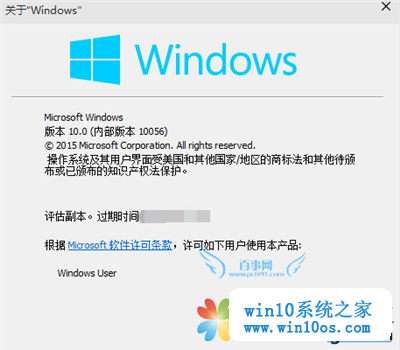 关于“Windows”
Windows
Microsoft Windows
版本 10.0 (内部版本 10056)
© 2015 Microsoft Corporation. All rights reserved.
操作系统及其用户界面受美国和其他国家/地区的商标法和其他待颁
布或已颁布的知识产权法保护。
评估副本。过期时间
根据 Microsoft 软件许可条款，许可如下用户使用本产品:
百事网
Windows User
win10系统之家
www.win10os.com